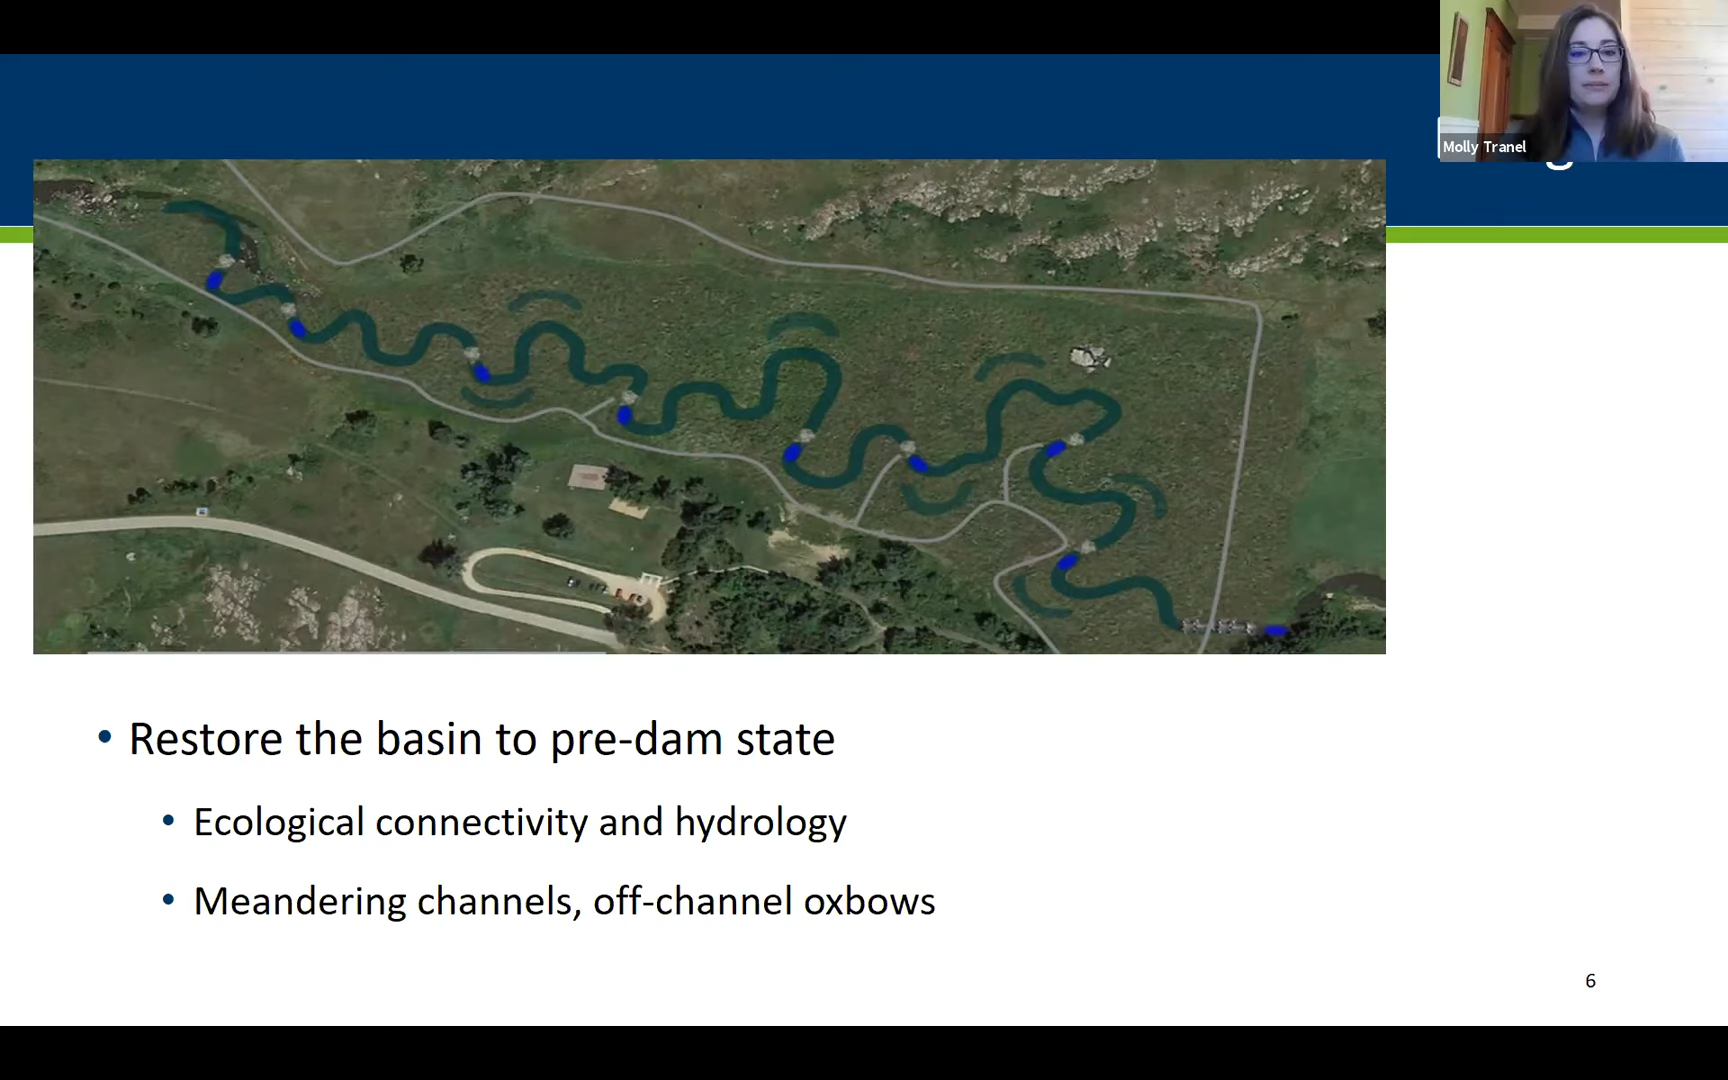 Molly Tranel
• Restore the basin to pre-dam state
• Ecological connectivity and hydrology
• Meandering channels, off-channel oxbows
6